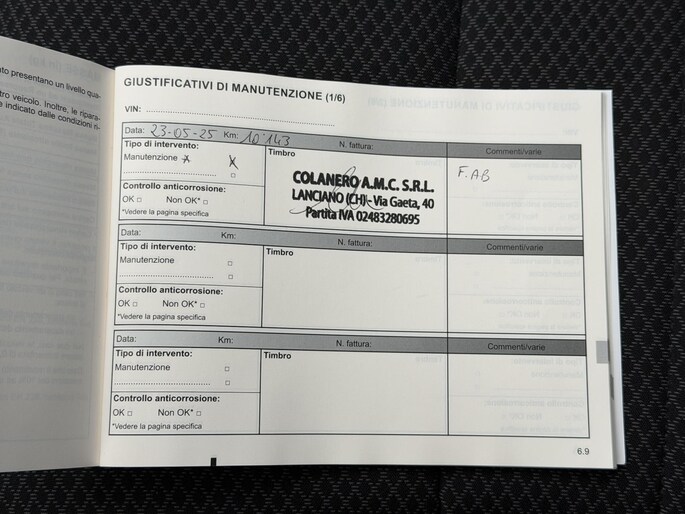 GIUSTIFICATIVI DI MANUTENZIONE (1/6)
VIN:
Data: 23-05-25 Km: 10.143 N. fattura: Commenti/varie
Tipo di intervento:
Manutenzione x X
Controllo anticorrosione:
OK □ Non OK* □
*Vedere la pagina specifica
Timbro
COLANERO A.M.C. S.R.L.
LANCIANO (CH) - Via Gaeta, 40
Partita IVA 02483280695
F. AB
Data: Km: N. fattura: Commenti/varie
Tipo di intervento:
Manutenzione □
□
Controllo anticorrosione:
OK □ Non OK* □
*Vedere la pagina specifica
Timbro
Data: Km: N. fattura: Commenti/varie
Tipo di intervento:
Manutenzione □
□
Controllo anticorrosione:
OK □ Non OK* □
*Vedere la pagina specifica
Timbro
6.9
presentano un livello qua-
tro veicolo. Inoltre, le ripara-
indicato dalle condizioni ri-